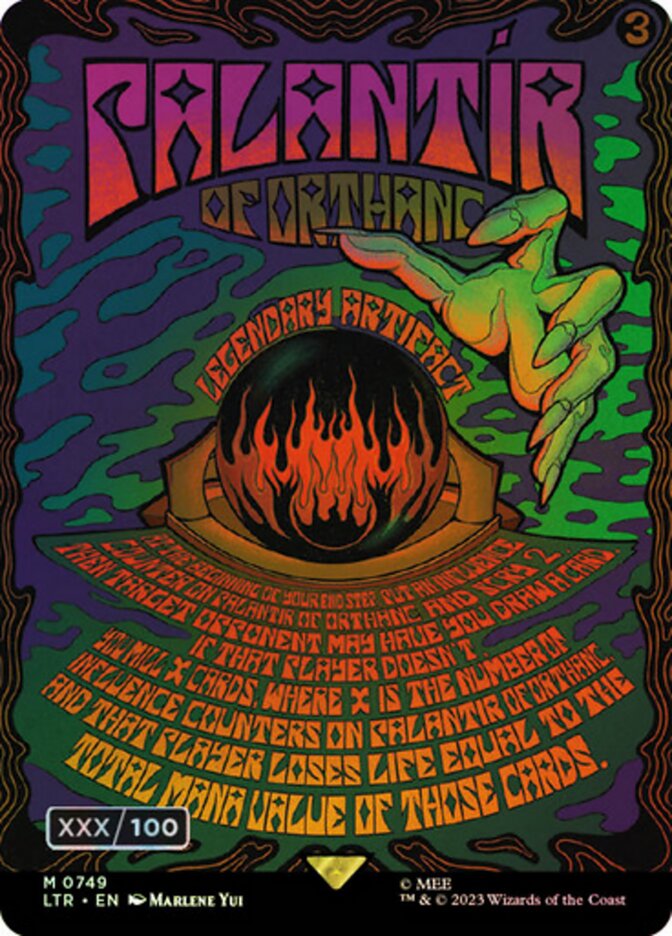 3
PALANTÍR
OF ORTHANC
LEGENDARY ARTIFACT
AT THE BEGINNING OF YOUR END STEP, PUT AN INFLUENCE
COUNTER ON PALANTÍR OF ORTHANC AND SCRY 2.
THEN TARGET OPPONENT MAY HAVE YOU DRAW A CARD.
IF THAT PLAYER DOESN'T,
YOU MILL X CARDS, WHERE X IS THE NUMBER OF
INFLUENCE COUNTERS ON PALANTÍR OF ORTHANC,
AND THAT PLAYER LOSES LIFE EQUAL TO THE
TOTAL MANA VALUE OF THOSE CARDS.
XXX/100
M 0749
LTR • EN MARLENE YUI
© MEE
™ & © 2023 Wizards of the Coast